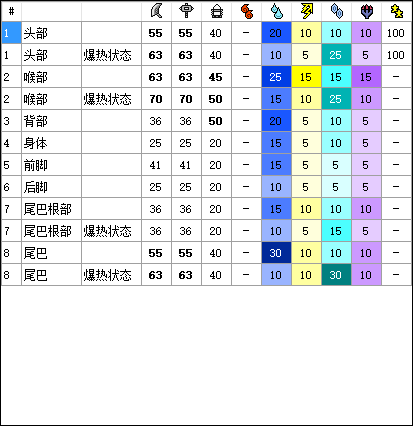 #
1 头部 55 55 40 - 20 10 10 10 100
1 头部 爆热状态 63 63 40 - 10 5 25 5 100
2 喉部 63 63 45 - 25 15 15 15 -
2 喉部 爆热状态 70 70 50 - 15 10 25 10 -
3 背部 36 36 50 - 20 5 10 5 -
4 身体 25 25 20 - 15 5 10 5 -
5 前脚 41 41 20 - 15 5 5 5 -
6 后脚 25 25 20 - 10 5 5 5 -
7 尾巴根部 36 36 20 - 15 10 10 10 -
7 尾巴根部 爆热状态 36 36 20 - 10 5 15 5 -
8 尾巴 55 55 40 - 30 10 10 10 -
8 尾巴 爆热状态 63 63 40 - 10 10 30 10 -